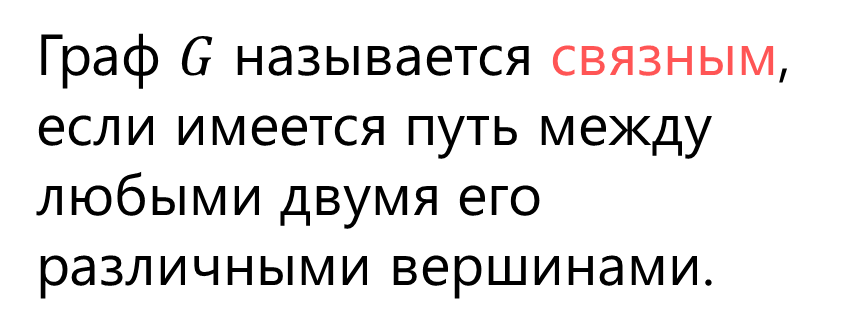 Граф G называется связным,
если имеется путь между
любыми двумя его
различными вершинами.